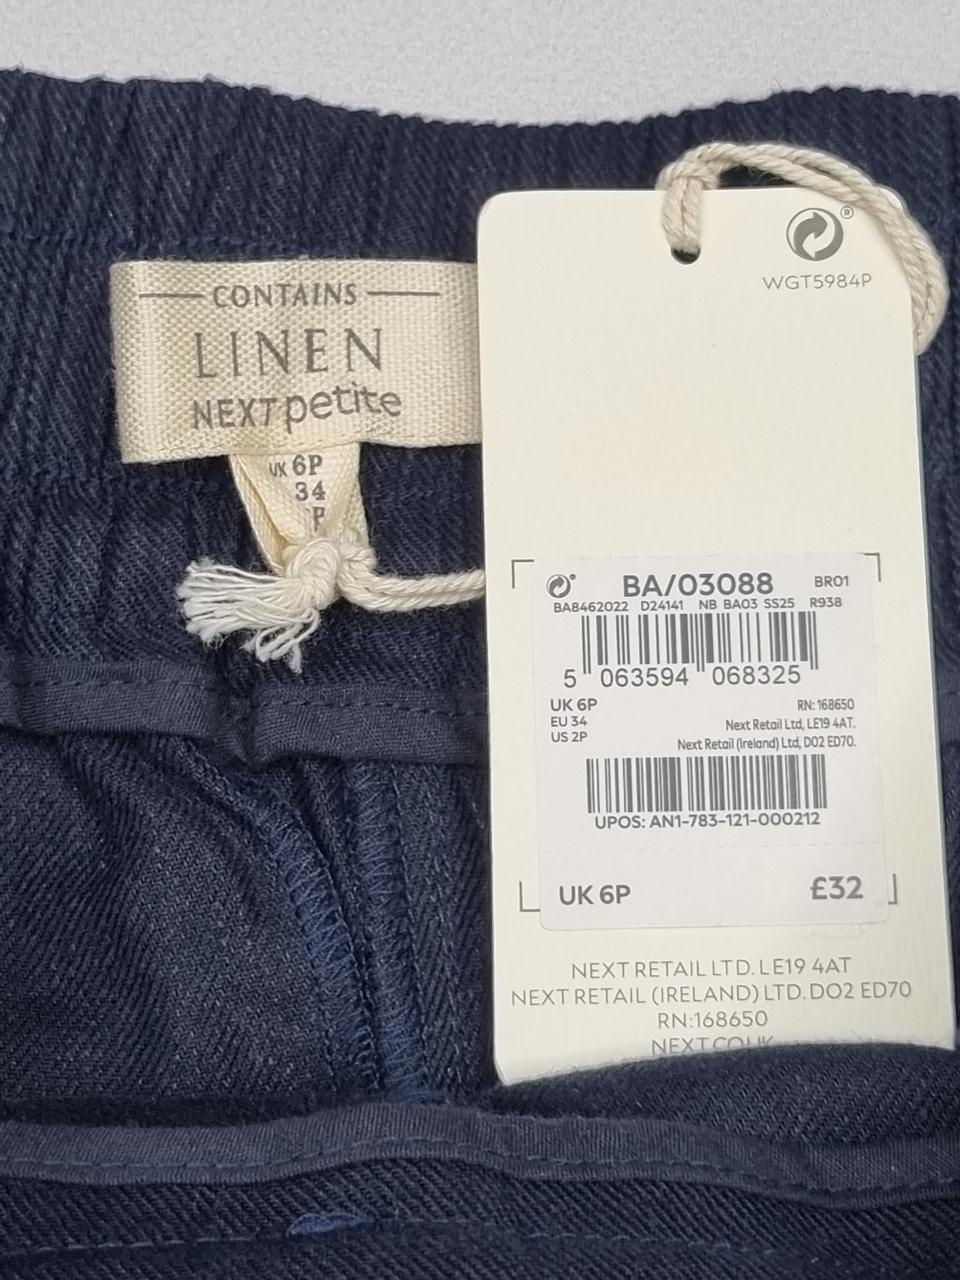 CONTAINS
LINEN
NEXT petite
UK 6P
34
P
®
WGT5984P
BA/03088 BR01
BA8462022 D24141 NB BA03 SS25 R938
5 063594 068325
UK 6P
EU 34
US 2P
RN: 168650
Next Retail Ltd, LE19 4AT.
Next Retail (Ireland) Ltd, D02 ED70.
UPOS: AN1-783-121-000212
UK 6P £32
NEXT RETAIL LTD. LE19 4AT
NEXT RETAIL (IRELAND) LTD. DO2 ED70
RN:168650
NEXT.CO.UK